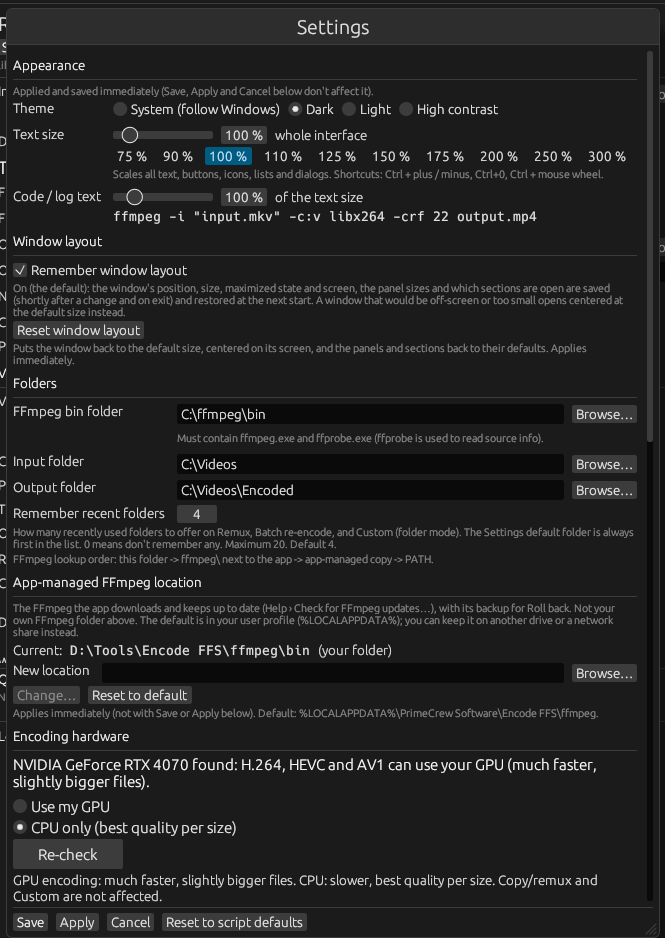 Settings
Appearance
Applied and saved immediately (Save, Apply and Cancel below don't affect it).
Theme System (follow Windows) Dark Light High contrast
Text size 100 % whole interface
75 % 90 % 100 % 110 % 125 % 150 % 175 % 200 % 250 % 300 %
Scales all text, buttons, icons, lists and dialogs. Shortcuts: Ctrl + plus / minus, Ctrl+0, Ctrl + mouse wheel.
Code / log text 100 % of the text size
ffmpeg -i "input.mkv" -c:v libx264 -crf 22 output.mp4
Window layout
Remember window layout
On (the default): the window's position, size, maximized state and screen, the panel sizes and which sections are open are saved
(shortly after a change and on exit) and restored at the next start. A window that would be off-screen or too small opens centered at
the default size instead.
Reset window layout
Puts the window back to the default size, centered on its screen, and the panels and sections back to their defaults. Applies
immediately.
Folders
FFmpeg bin folder C:\ffmpeg\bin Browse...
Must contain ffmpeg.exe and ffprobe.exe (ffprobe is used to read source info).
Input folder C:\Videos Browse...
Output folder C:\Videos\Encoded Browse...
Remember recent folders 4
How many recently used folders to offer on Remux, Batch re-encode, and Custom (folder mode). The Settings default folder is always
first in the list. 0 means don't remember any. Maximum 20. Default 4.
FFmpeg lookup order: this folder -> ffmpeg\ next to the app -> app-managed copy -> PATH.
App-managed FFmpeg location
The FFmpeg the app downloads and keeps up to date (Help › Check for FFmpeg updates...), with its backup for Roll back. Not your
own FFmpeg folder above. The default is in your user profile (%LOCALAPPDATA%); you can keep it on another drive or a network
share instead.
Current: D:\Tools\Encode FFS\ffmpeg\bin (your folder)
New location Browse...
Change... Reset to default
Applies immediately (not with Save or Apply below). Default: %LOCALAPPDATA%\PrimeCrew Software\Encode FFS\ffmpeg.
Encoding hardware
NVIDIA GeForce RTX 4070 found: H.264, HEVC and AV1 can use your GPU (much faster,
slightly bigger files).
Use my GPU
CPU only (best quality per size)
Re-check
GPU encoding: much faster, slightly bigger files. CPU: slower, best quality per size. Copy/remux and
Custom are not affected.
Save Apply Cancel Reset to script defaults